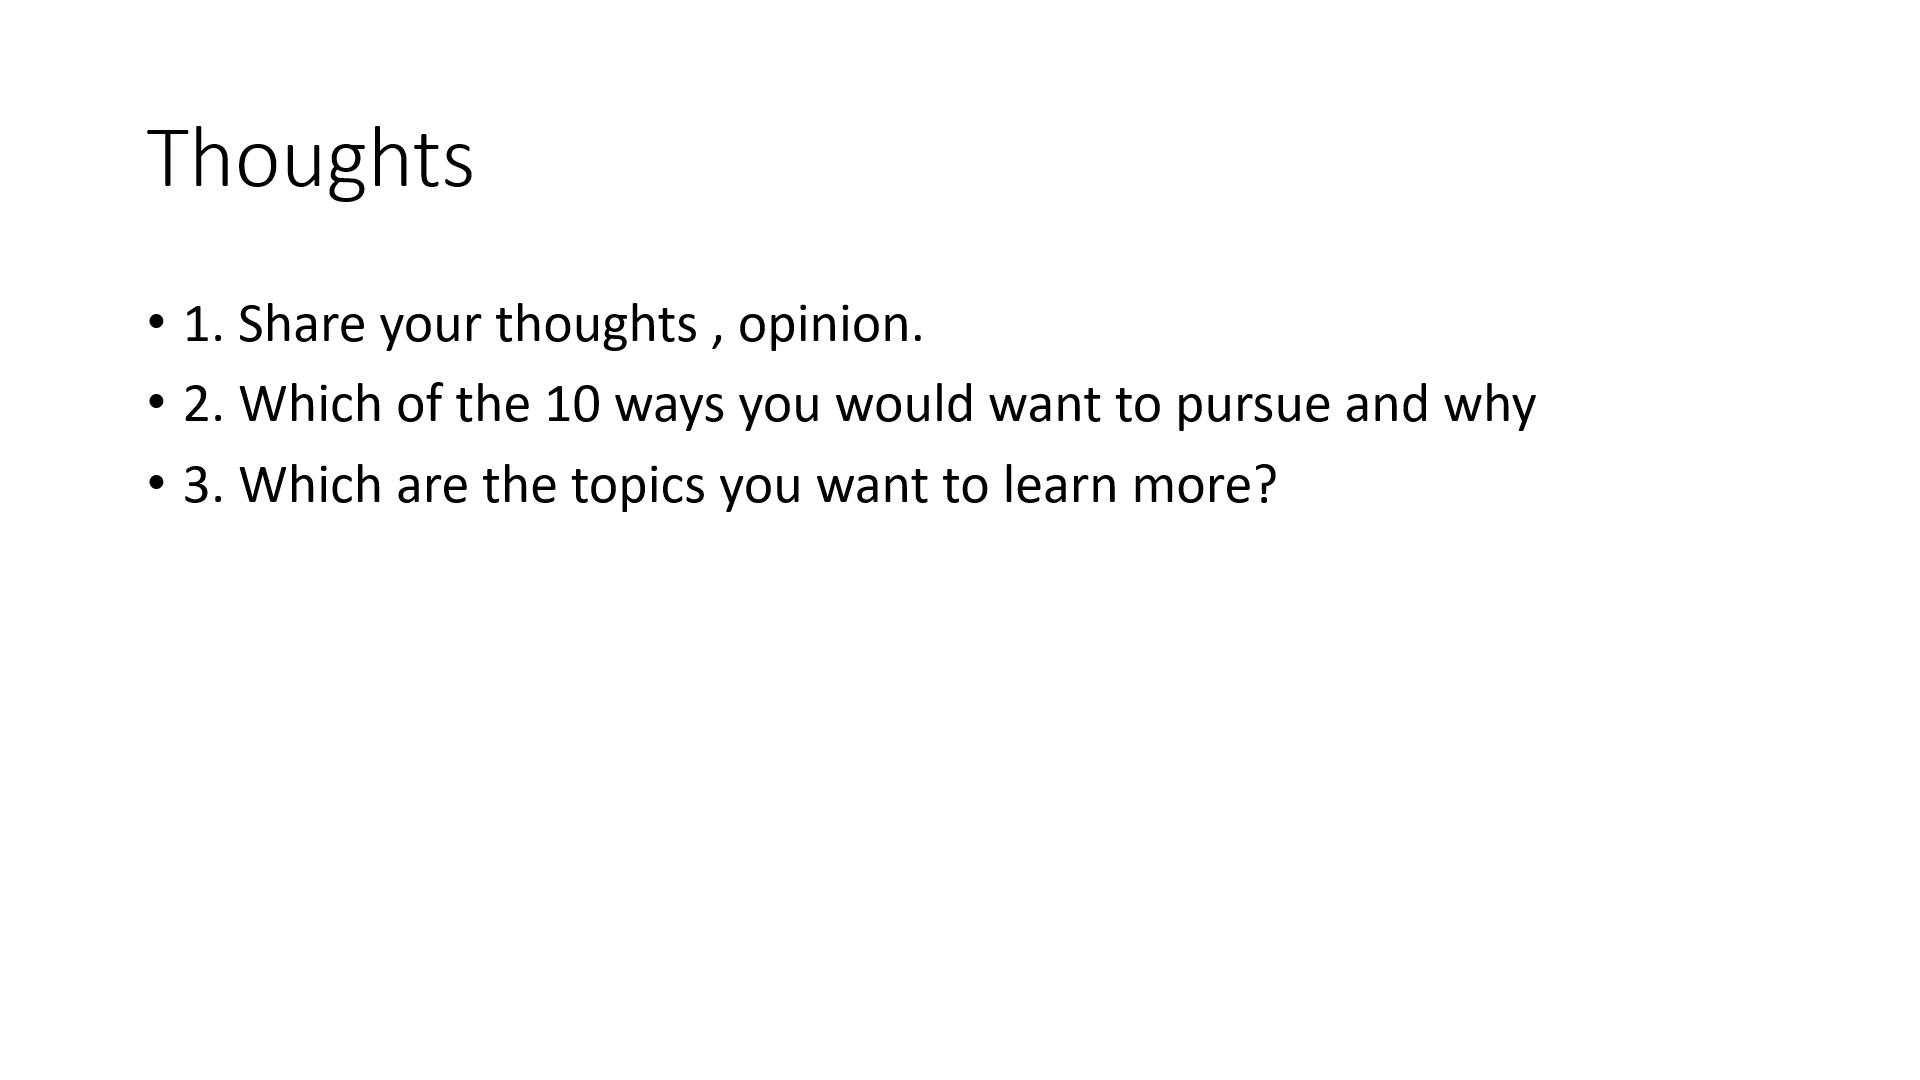 Thoughts
• 1. Share your thoughts , opinion.
• 2. Which of the 10 ways you would want to pursue and why
• 3. Which are the topics you want to learn more?